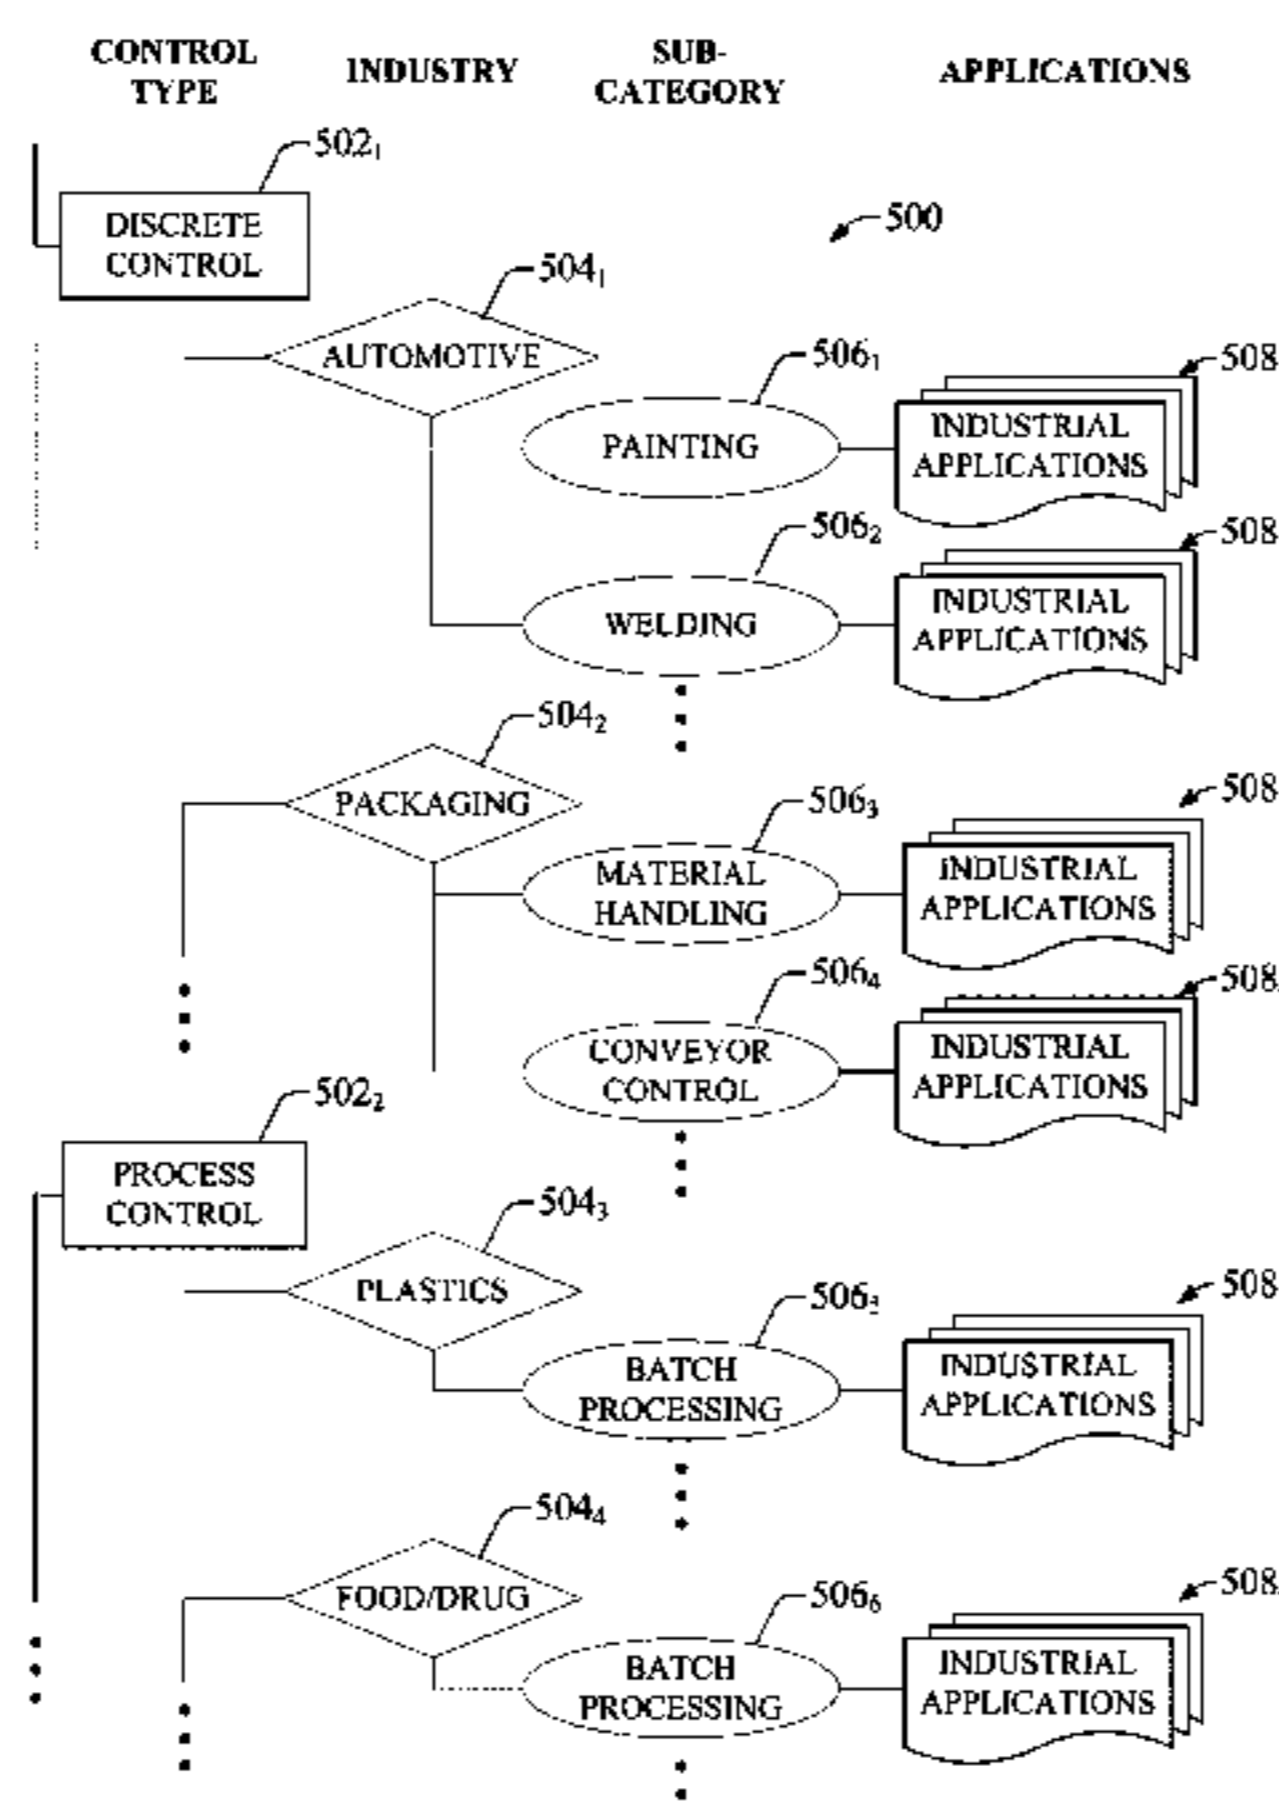 CONTROL
TYPE
INDUSTRY
SUB-
CATEGORY
APPLICATIONS
502₁
DISCRETE
CONTROL
500
504₁
AUTOMOTIVE
506₁
508
PAINTING
INDUSTRIAL
APPLICATIONS
506₂
508
WELDING
INDUSTRIAL
APPLICATIONS
504₂
PACKAGING
506₃
508
MATERIAL
HANDLING
INDUSTRIAL
APPLICATIONS
506₄
508
CONVEYOR
CONTROL
INDUSTRIAL
APPLICATIONS
502₂
PROCESS
CONTROL
504₃
PLASTICS
506₅
508
BATCH
PROCESSING
INDUSTRIAL
APPLICATIONS
504₄
FOOD/DRUG
506₆
508
BATCH
PROCESSING
INDUSTRIAL
APPLICATIONS